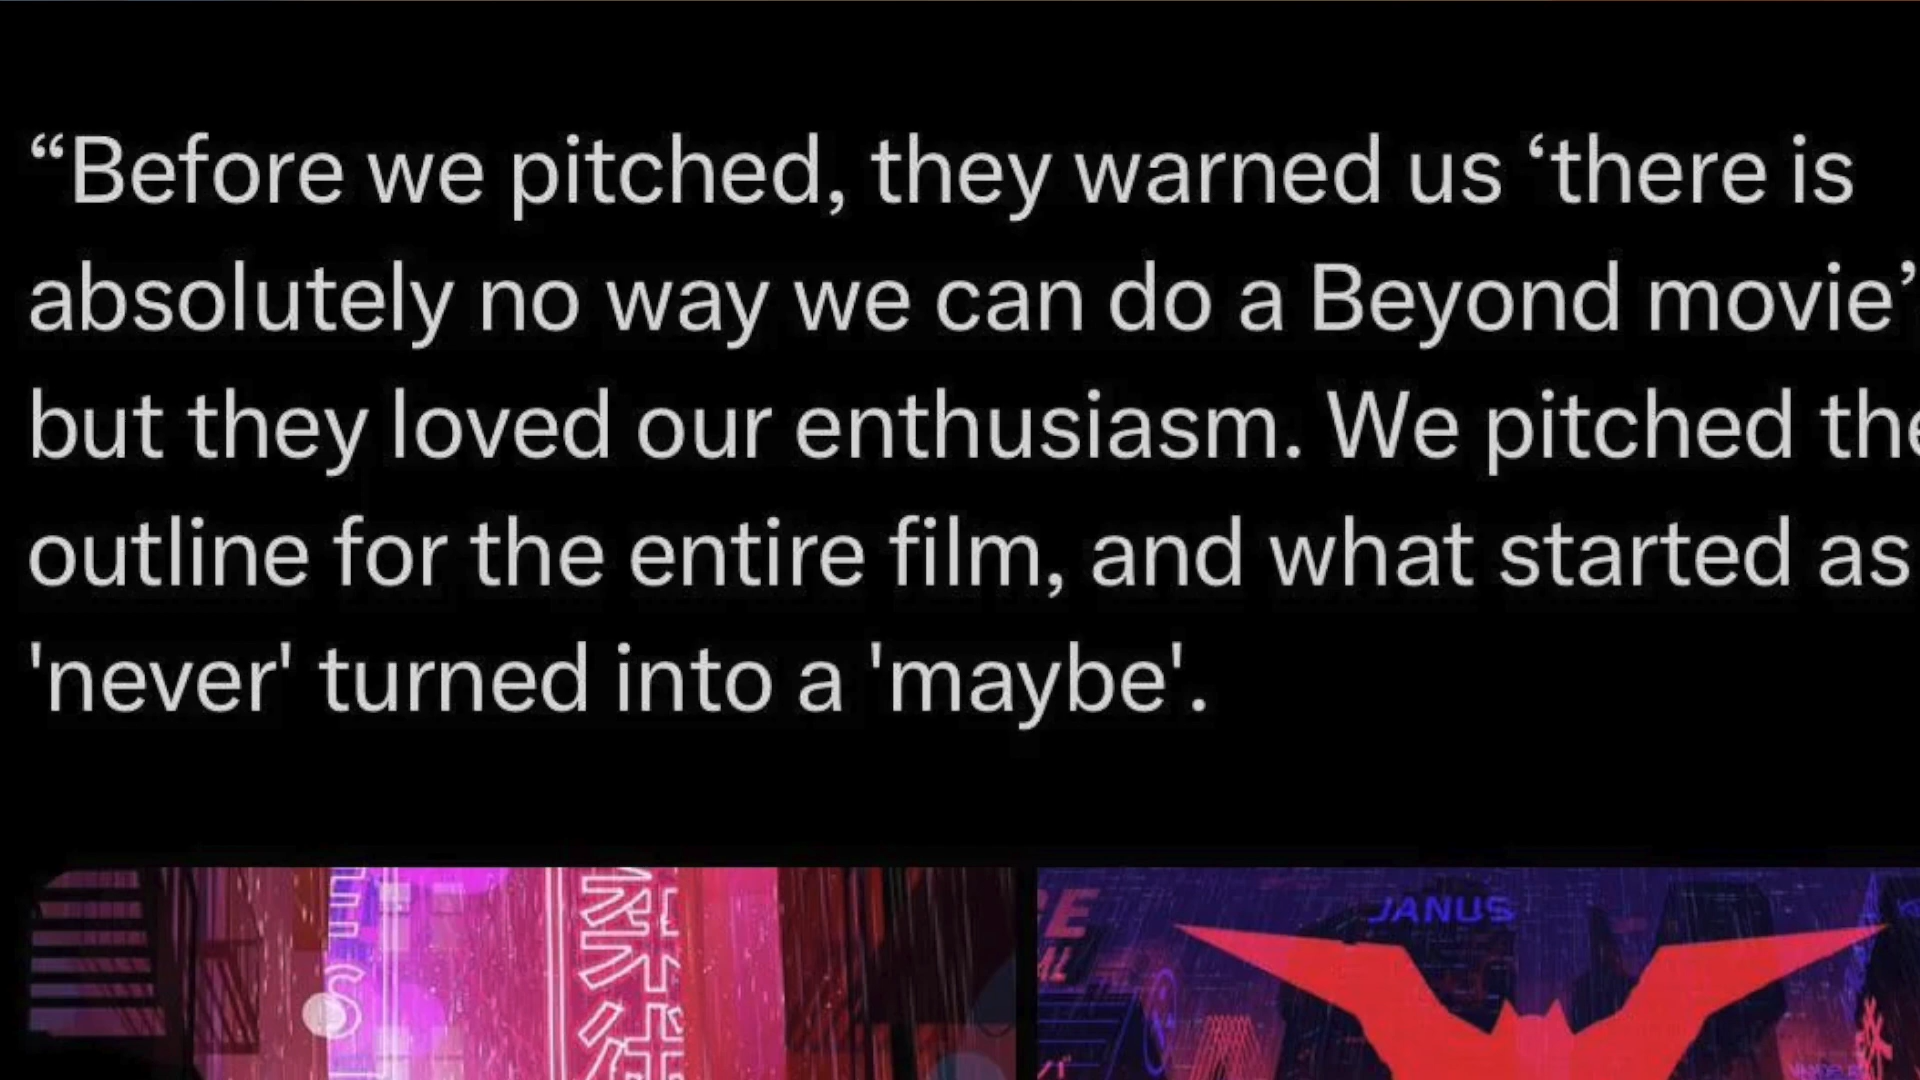 “Before we pitched, they warned us ‘there is
absolutely no way we can do a Beyond movie’
but they loved our enthusiasm. We pitched the
outline for the entire film, and what started as
'never' turned into a 'maybe'.
JANUS